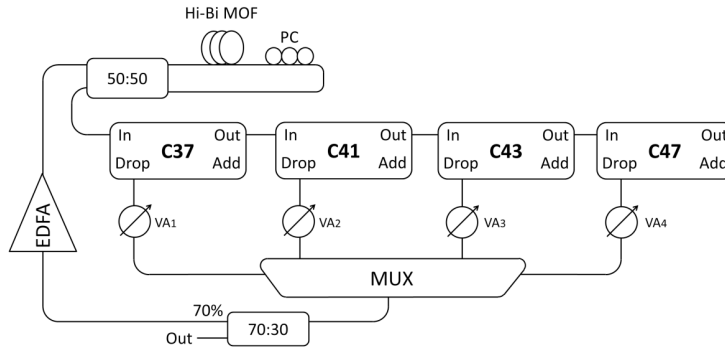 Hi-Bi MOF
PC
50:50
In Out
C37
Drop Add
In Out
C41
Drop Add
In Out
C43
Drop Add
In Out
C47
Drop Add
EDFA
VA1
VA2
VA3
VA4
MUX
70%
70:30
Out